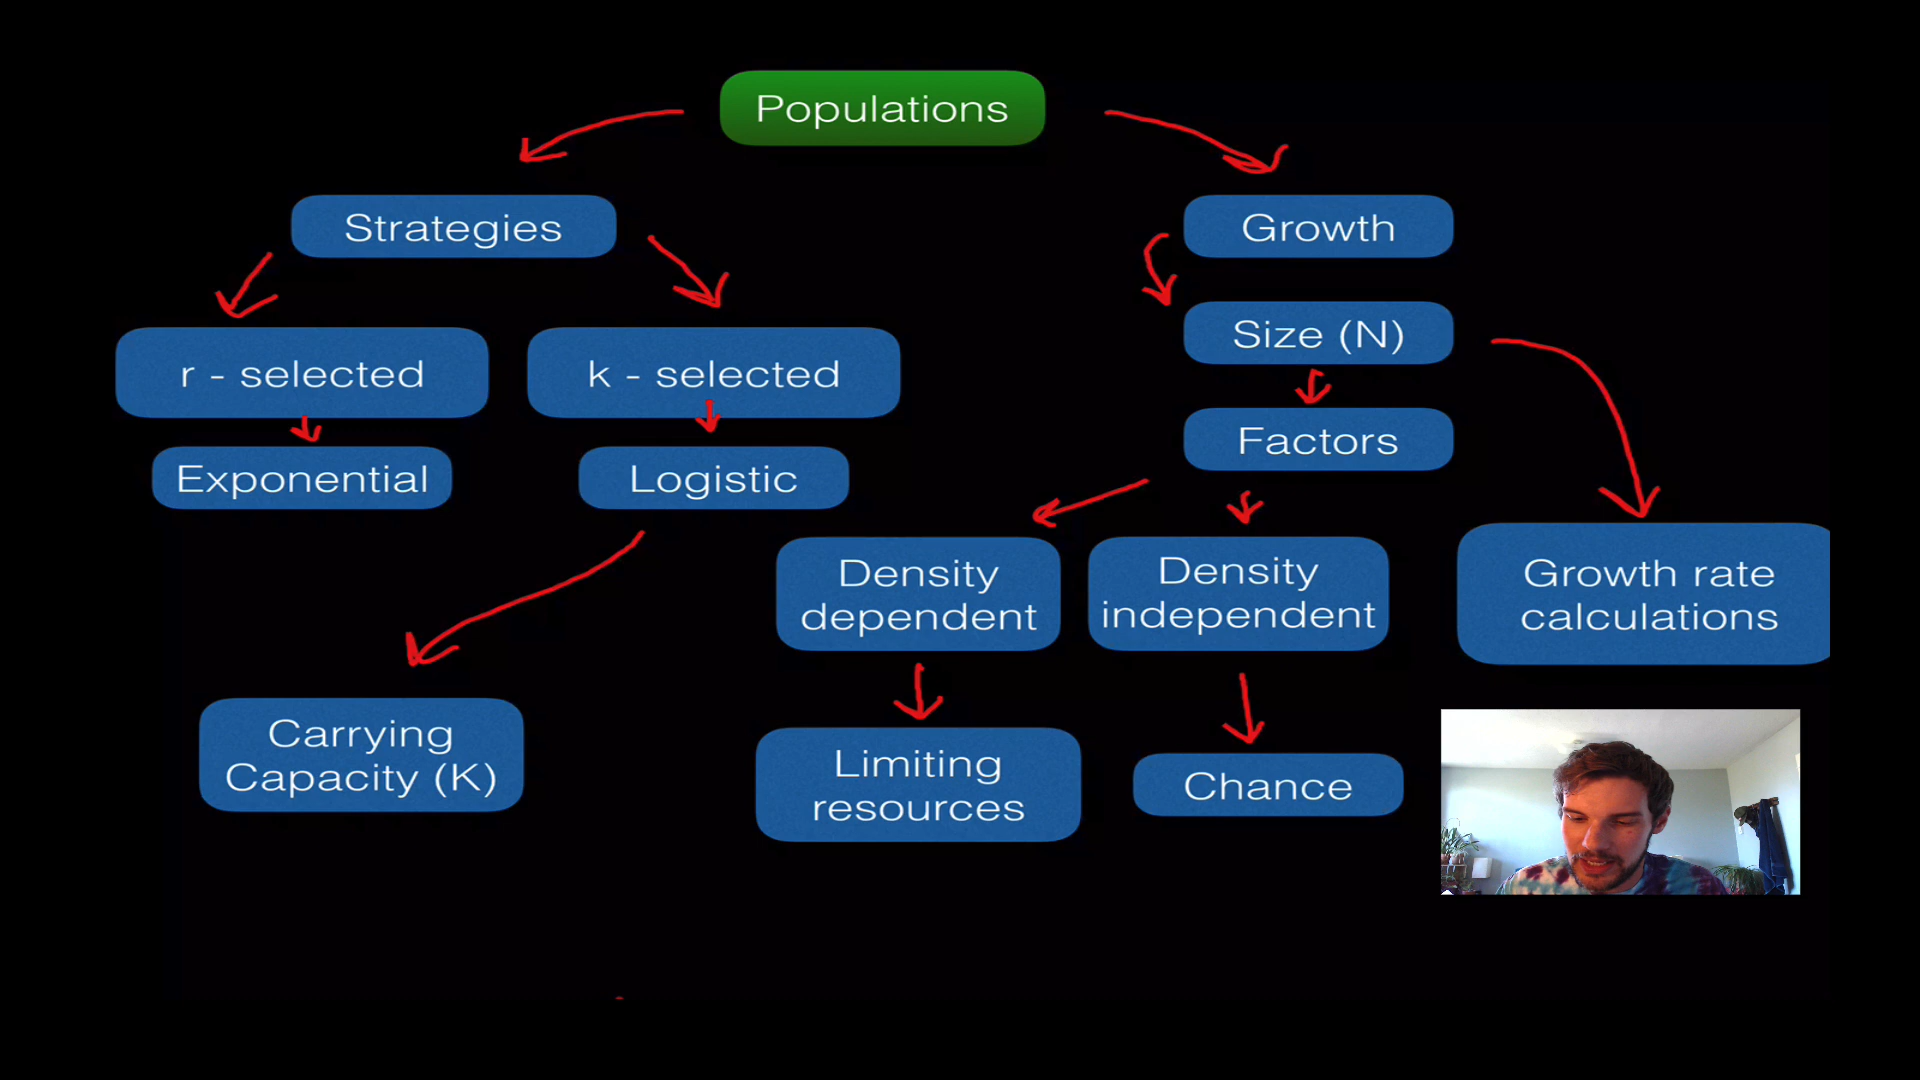 Populations
Strategies
Growth
r - selected
k - selected
Size (N)
Exponential
Logistic
Factors
Density
dependent
Density
independent
Growth rate
calculations
Carrying
Capacity (K)
Limiting
resources
Chance